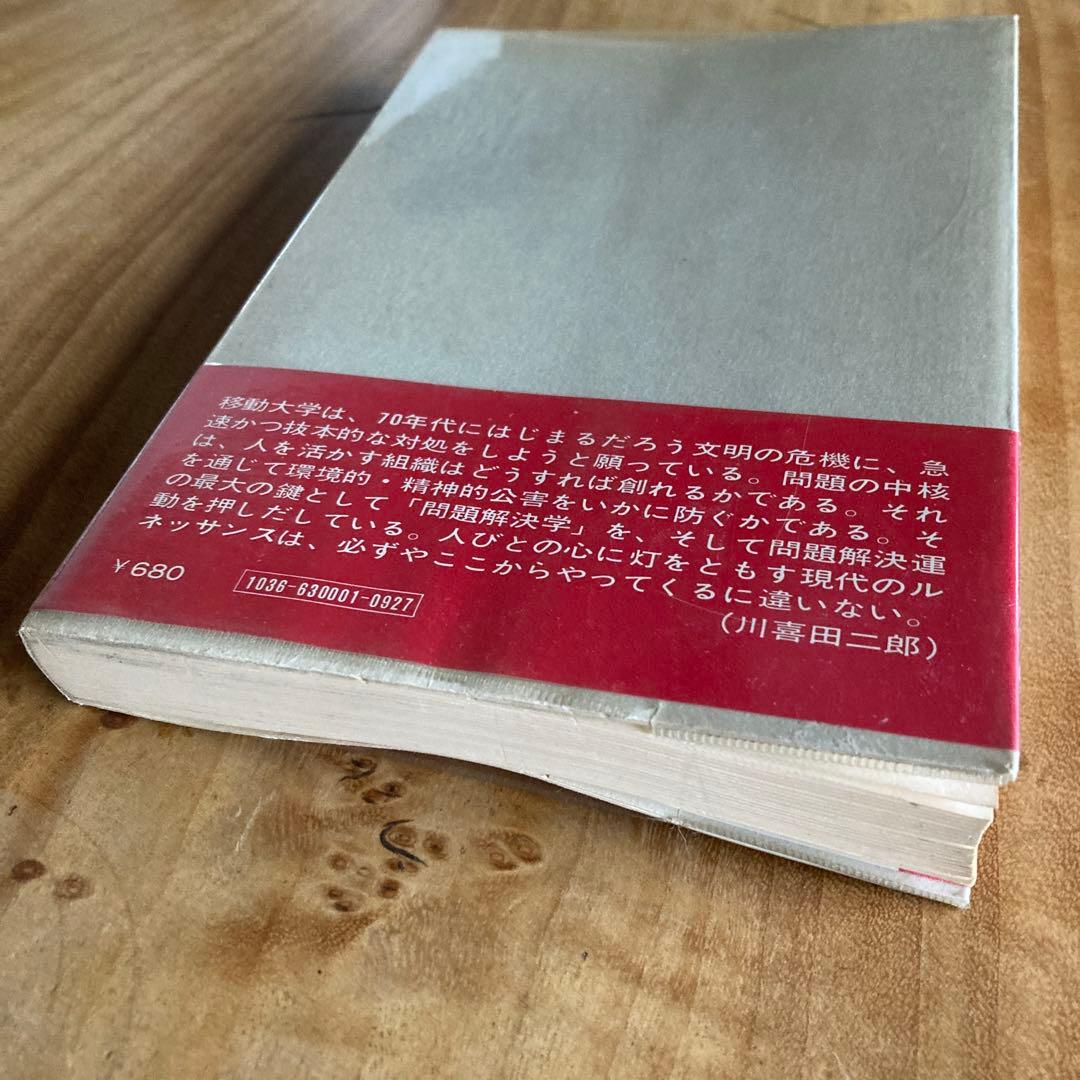 移動大学は、70年代にはじまるだろう文明の危機に、急
速かつ抜本的な対処をしようと願っている。問題の中核
は、人を活かす組織はどうすれば創れるかである。それ
を通じて環境的・精神的公害をいかに防ぐかである。そ
の最大の鍵として「問題解決学」を、そして問題解決運
動を押しだしている。人びとの心に灯をともす現代のル
ネッサンスは、必ずやここからやつてくるに違いない。
(川喜田二郎)
¥680
1036-630001-0927